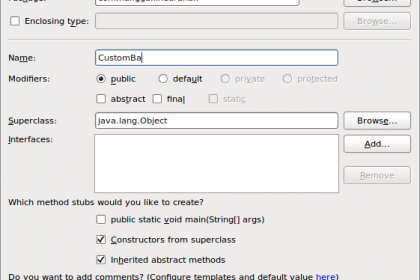 Browse...
Enclosing type:
Browse...
Name:
CustomBa
Modifiers:
public
default
private
protected
abstract
final
static
Superclass:
java.lang.Object
Browse...
Interfaces:
Add...
Remove
Which method stubs would you like to create?
public static void main(String[] args)
Constructors from superclass
Inherited abstract methods
Do you want to add comments? (Configure templates and default value here)